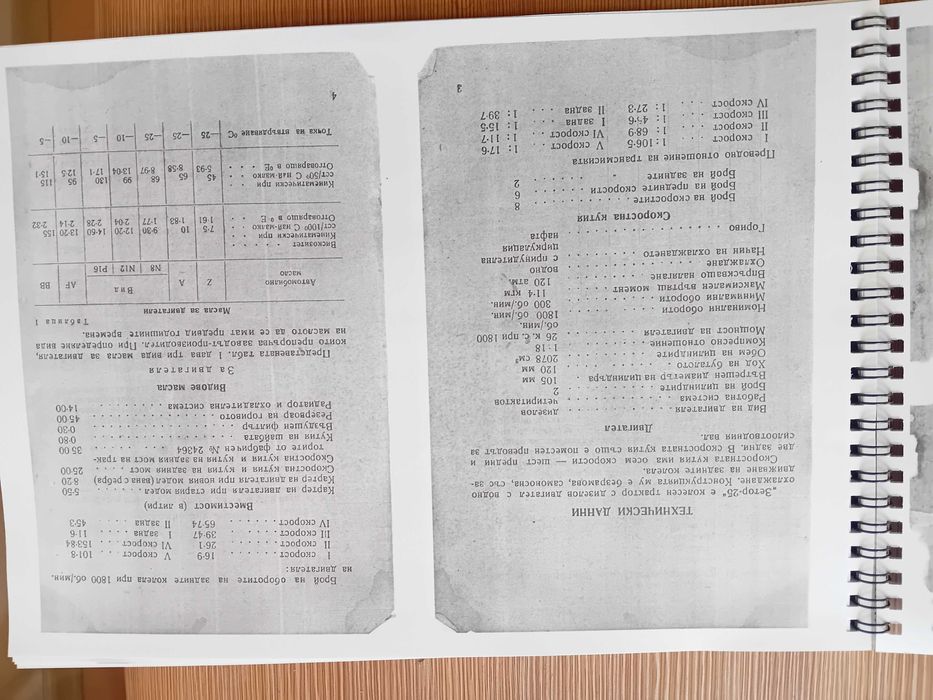 ТЕХНИЧЕСКИ ДАННИ
„Зетор-25“ е колесен трактор с дизелов двигател с водно
охлаждане. Конструкцията му е безрамова, самоносна, със за-
движване на задните колела.
Скоростната кутия има осем скорости — шест предни и
две задни. В скоростната кутия също е поместен приводът за
силоотводния вал.
Двигател
Вид на двигателя . . . . . . . . . . дизелов
Работна система . . . . . . . . . . четиритактов
Брой на цилиндрите . . . . . . . . . . 2
Вътрешен диаметър на цилиндъра . . 105 мм
Ход на буталото . . . . . . . . . . 120 мм
Обем на цилиндрите . . . . . . . . . . 2078 см³
Компресно отношение . . . . . . . . . . 1:18
Мощност на двигателя . . . . . . . . . . 26 к. с. при 1800
об./мин.
Номинални обороти . . . . . . . . . . 1800 об./мин.
Минимални обороти . . . . . . . . . . 300 об./мин.
Максимален въртящ момент . . . . 11·4 кгм
Впръскващо налягане . . . . . . . . . . 120 атм.
Охлаждане . . . . . . . . . . водно
Начин на охлаждането . . . . . . . . . . с принудителна
циркулация
Гориво . . . . . . . . . . нафта
Скоростна кутия
Брой на скоростите . . . . . . . . . . 8
Брой на предните скорости . . . . . . 6
Брой на задните „ . . . . . . 2
Преводно отношение на трансмисията
I скорост . . . . 1 : 106·5 V скорост . . . . 1 : 17·6
II скорост . . . . 1 : 68·9 VI скорост . . . . 1 : 11·7
III скорост . . . . 1 : 45·6 I задна . . . . 1 : 15·5
IV скорост . . . . 1 : 27·3 II задна . . . . 1 : 39·7
3
Брой на оборотите на задните колела при 1800 об./мин.
на двигателя:
I скорост . . . . . . 16·9 V скорост . . . . 101·8
II скорост . . . . . . 26·1 VI скорост . . . . 153·84
III скорост . . . . . . 39·47 I задна . . . . 11·6
IV скорост . . . . . . 65·74 II задна . . . . 45·3
Вместимост (в литри)
Картер на двигателя при стария модел . . . . 5·50
Картер на двигателя при новия модел (вана с ребра) 8·20
Скоростна кутия и кутия на задния мост . . . . 25·00
Скоростна кутия и кутия на задния мост на трак-
торите от фабричен № 24364 . . . . 35·00
Кутия на шайбата . . . . . . . . 0·80
Въздушен филтър . . . . . . . . 0·30
Резервоар на горивото . . . . . . . . 45·00
Радиатор и охладителна система . . . . . . 14·00
Видове масла
За двигателя
Представената табл. 1 дава три вида масла за двигателя,
които препоръчва заводът-производител. При определяне вида
на маслото да се имат предвид годишните времена.
Таблица 1
Масла за двигателя
Автомобилно масло Z A Вид AF BB
N8 N12 P16
Вискозитет
Кинематически при
сст/100° С най-малко 7·5 10 9·30 12·20 14·60 13·20 155
Отговарящо в ° E 1·61 1·83 1·77 2·04 2·28 2·14 2·32
Кинематически при
сст/50° С най-малко 45 65 68 99 130 95 115
Отговарящо в °E 5·93 8·58 8·97 13·04 17·1 12·5 15·1
Точка на втвърдяване °С —25 —25 —25 —10 —5 —10 —5
4